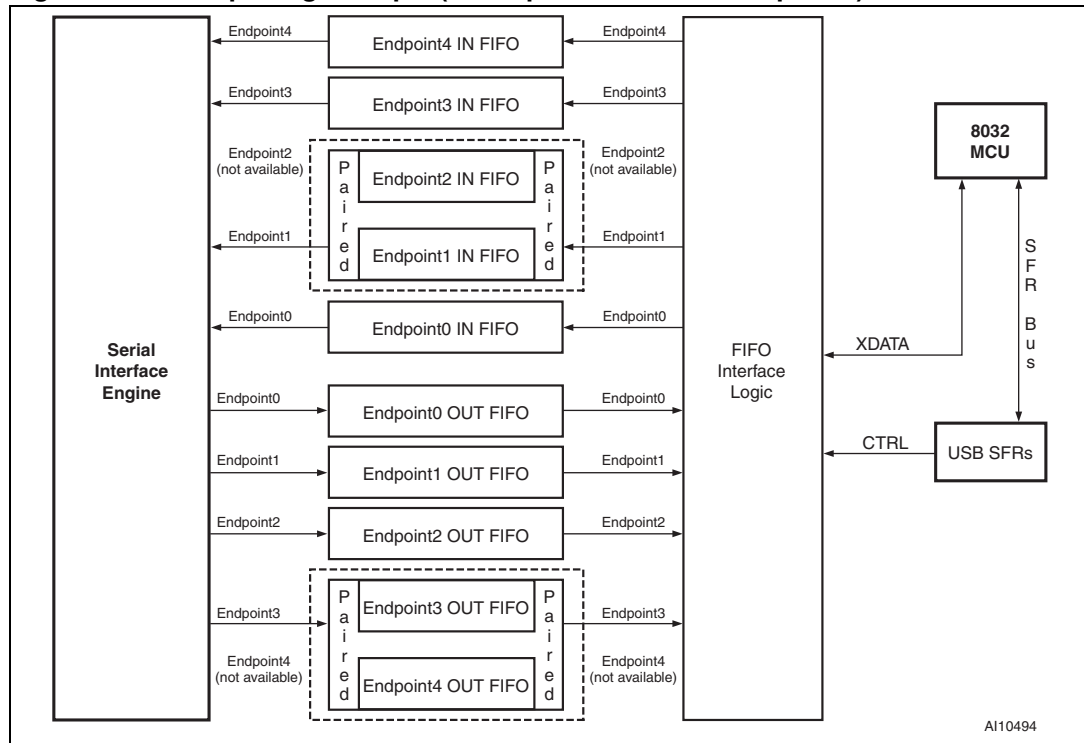 Endpoint4
Endpoint4 IN FIFO
Endpoint4
Endpoint3
Endpoint3 IN FIFO
Endpoint3
8032
MCU
Endpoint2
(not available)
Paired
Endpoint2 IN FIFO
Paired
Endpoint2
(not available)
Endpoint1
Endpoint1 IN FIFO
Endpoint1
SFR Bus
Endpoint0
Endpoint0 IN FIFO
Endpoint0
Serial
Interface
Engine
FIFO
Interface
Logic
XDATA
Endpoint0
Endpoint0 OUT FIFO
Endpoint0
Endpoint1
Endpoint1 OUT FIFO
Endpoint1
CTRL
USB SFRs
Endpoint2
Endpoint2 OUT FIFO
Endpoint2
Endpoint3
Paired
Endpoint3 OUT FIFO
Paired
Endpoint3
Endpoint4
(not available)
Endpoint4 OUT FIFO
Endpoint4
(not available)
AI10494